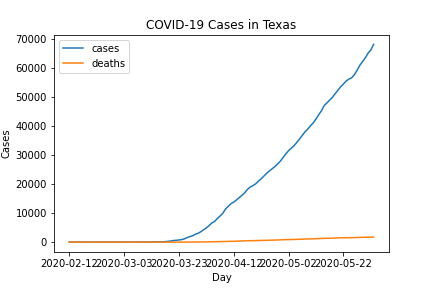 COVID-19 Cases in Texas
cases
deaths
70000
60000
50000
40000
30000
20000
10000
0
Cases
2020-02-12 2020-03-03 2020-03-23 2020-04-12 2020-05-02 2020-05-22
Day